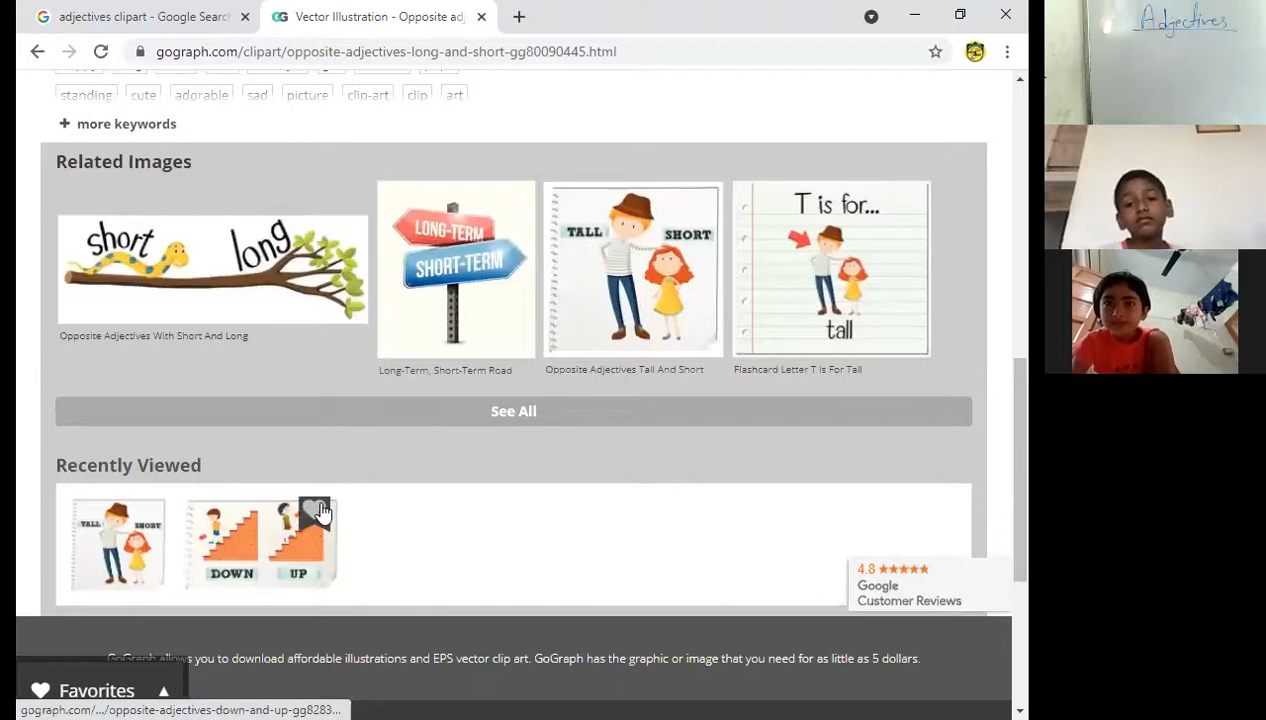 adjectives clipart - Google Search
Vector Illustration - Opposite adj
gograph.com/clipart/opposite-adjectives-long-and-short-gg80090445.html
standing cute adorable sad picture clip-art clip art
+ more keywords
Related Images
short long
Opposite Adjectives With Short And Long
LONG-TERM
SHORT-TERM
Long-Term, Short-Term Road
TALL SHORT
Opposite Adjectives Tall And Short
T is for...
tall
Flashcard Letter T Is For Tall
See All
Recently Viewed
TALL SHORT
DOWN UP
4.8 ★★★★★
Google
Customer Reviews
GoGraph allows you to download affordable illustrations and EPS vector clip art. GoGraph has the graphic or image that you need for as little as 5 dollars.
Favorites
gograph.com/.../opposite-adjectives-down-and-up-gg8283...
Adjectives